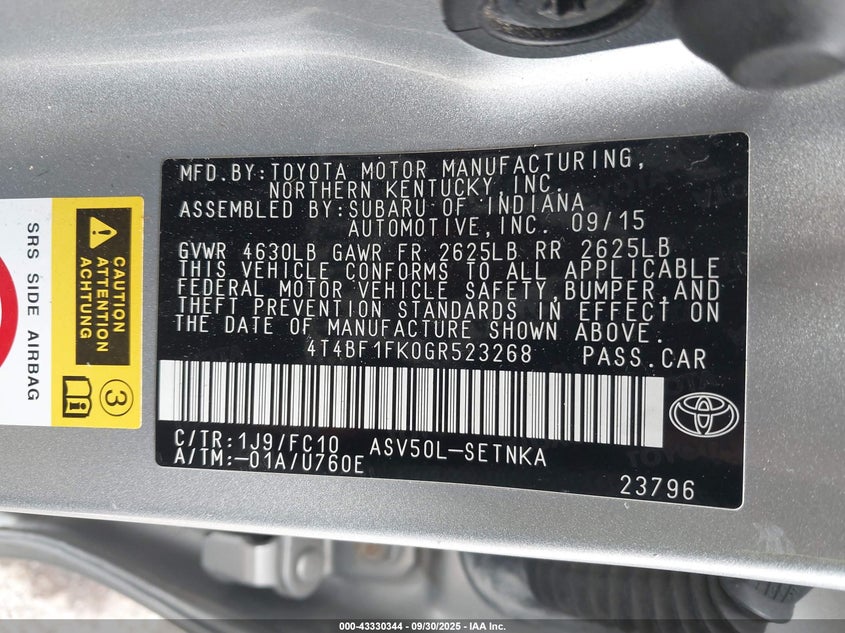 MFD. BY: TOYOTA MOTOR MANUFACTURING,
NORTHERN KENTUCKY, INC.
ASSEMBLED BY: SUBARU OF INDIANA
AUTOMOTIVE, INC. 09/15
GVWR 4630LB GAWR FR 2625LB RR 2625LB
THIS VEHICLE CONFORMS TO ALL APPLICABLE
FEDERAL MOTOR VEHICLE SAFETY, BUMPER, AND
THEFT PREVENTION STANDARDS IN EFFECT ON
THE DATE OF MANUFACTURE SHOWN ABOVE.
4T4BF1FK0GR523268 PASS.CAR
C/TR: 1J9/FC10 ASV50L-SETNKA
A/TM: -01A/U760E
23796
CAUTION
ATTENTION
ACHTUNG
3
i
SRS SIDE AIRBAG
000-43330344 - 09/30/2025 - IAA Inc.